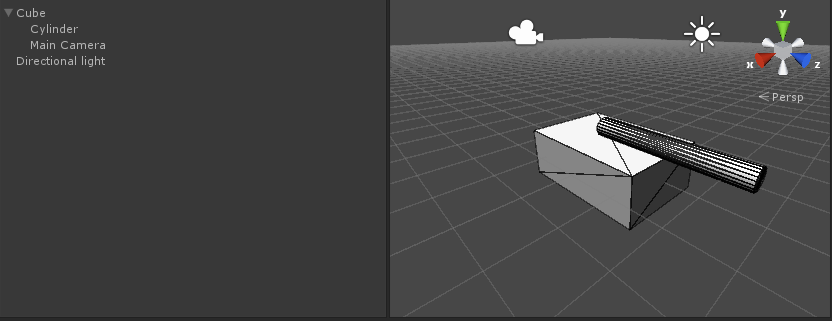 Cube
Cylinder
Main Camera
Directional light
y
x
z
Persp